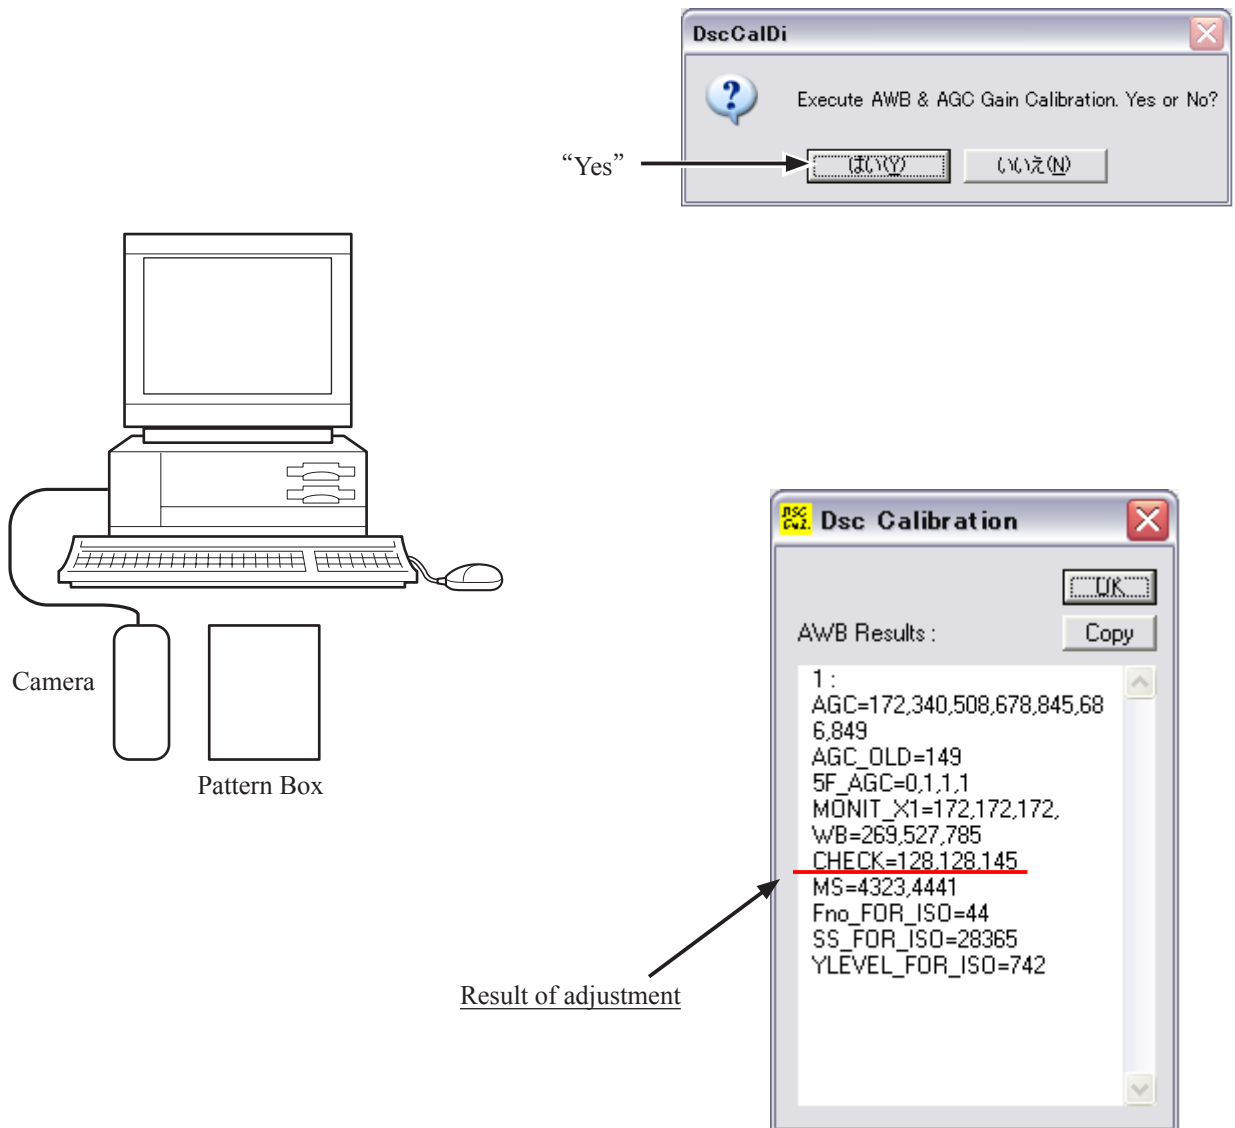 DscCalDi
Execute AWB & AGC Gain Calibration. Yes or No?
“Yes”
はい(Y)
いいえ(N)
Camera
Pattern Box
DSC
Cal.
Dsc Calibration
OK
AWB Results :
Copy
1 :
AGC=172,340,508,678,845,68
6,849
AGC_OLD=149
5F_AGC=0,1,1,1
MONIT_X1=172,172,172,
WB=269,527,785
CHECK=128,128,145
MS=4323,4441
Fno_FOR_ISO=44
SS_FOR_ISO=28365
YLEVEL_FOR_ISO=742
Result of adjustment